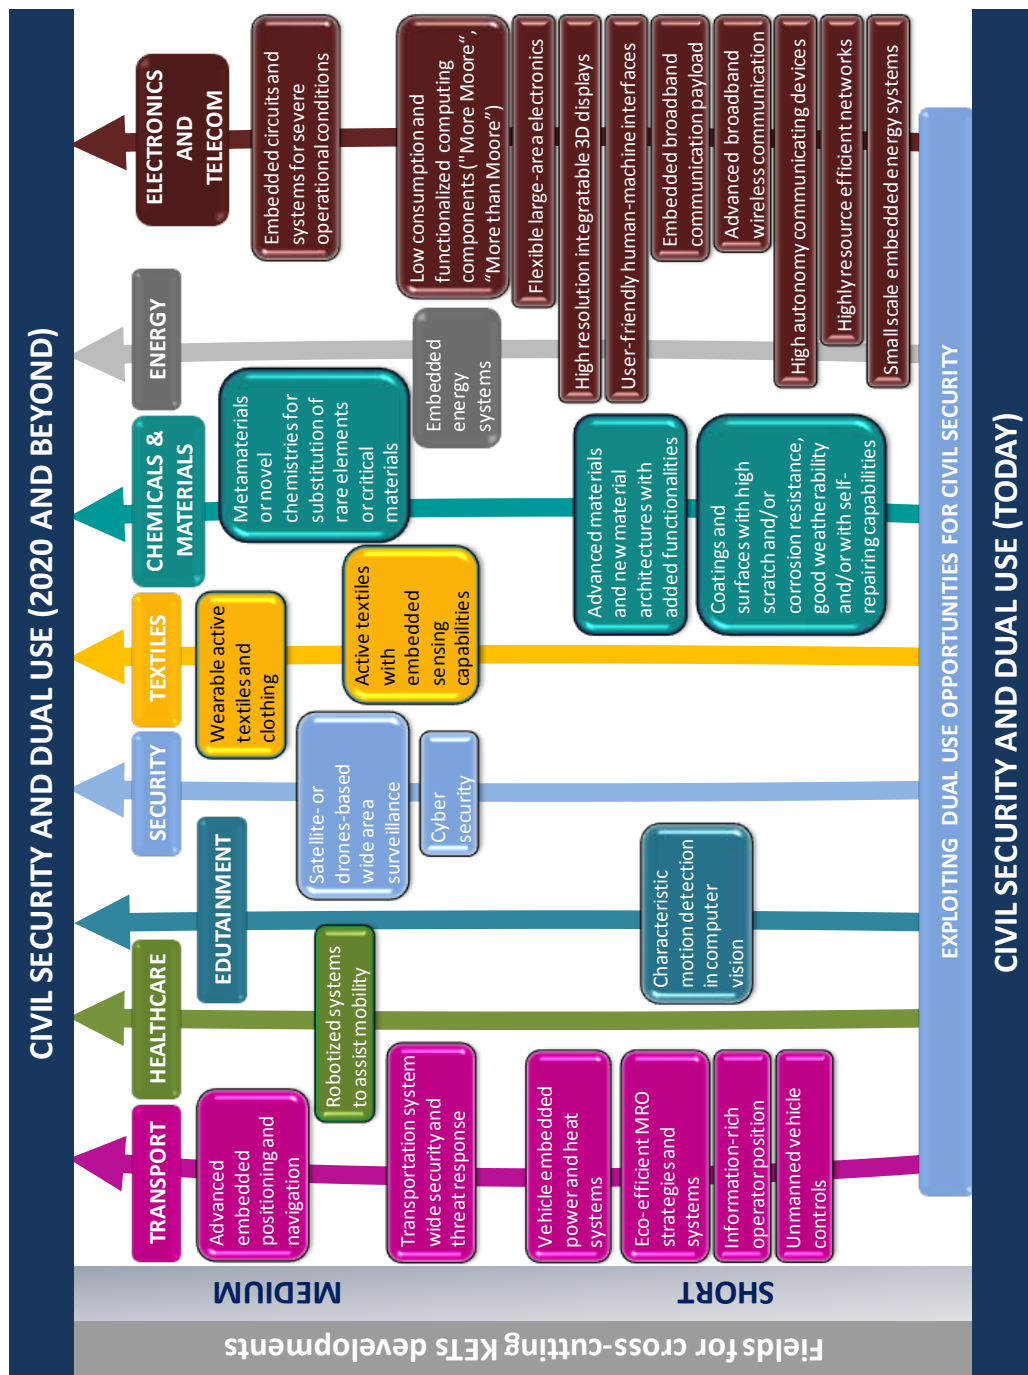 CIVIL SECURITY AND DUAL USE (2020 AND BEYOND)
TRANSPORT
HEALTHCARE
EDUTAINMENT
SECURITY
TEXTILES
CHEMICALS &
MATERIALS
ENERGY
ELECTRONICS
AND
TELECOM
Fields for cross-cutting KETs developments
MEDIUM
SHORT
Advanced
embedded
positioning and
navigation
Transportation system
wide security and
threat response
Vehicle embedded
power and heat
systems
Eco-efficient MRO
strategies and
systems
Information-rich
operator position
Unmanned vehicle
controls
Robotized systems
to assist mobility
Characteristic
motion detection
in computer
vision
Satellite- or
drones-based
wide area
surveillance
Cyber
security
Wearable active
textiles and
clothing
Active textiles
with
embedded
sensing
capabilities
Metamaterials
or novel
chemistries for
substitution of
rare elements
or critical
materials
Advanced materials
and new material
architectures with
added functionalities
Coatings and
surfaces with high
scratch and/or
corrosion resistance,
good weatherability
and/or with self-
repairing capabilities
Embedded
energy
systems
Embedded circuits and
systems for severe
operational conditions
Low consumption and
functionalized computing
components ("More Moore“,
“More than Moore”)
Flexible large-area electronics
High resolution integratable 3D displays
User-friendly human-machine interfaces
Embedded broadband
communication payload
Advanced broadband
wireless communication
High autonomy communicating devices
Highly resource efficient networks
Small scale embedded energy systems
EXPLOITING DUAL USE OPPORTUNITIES FOR CIVIL SECURITY
CIVIL SECURITY AND DUAL USE (TODAY)